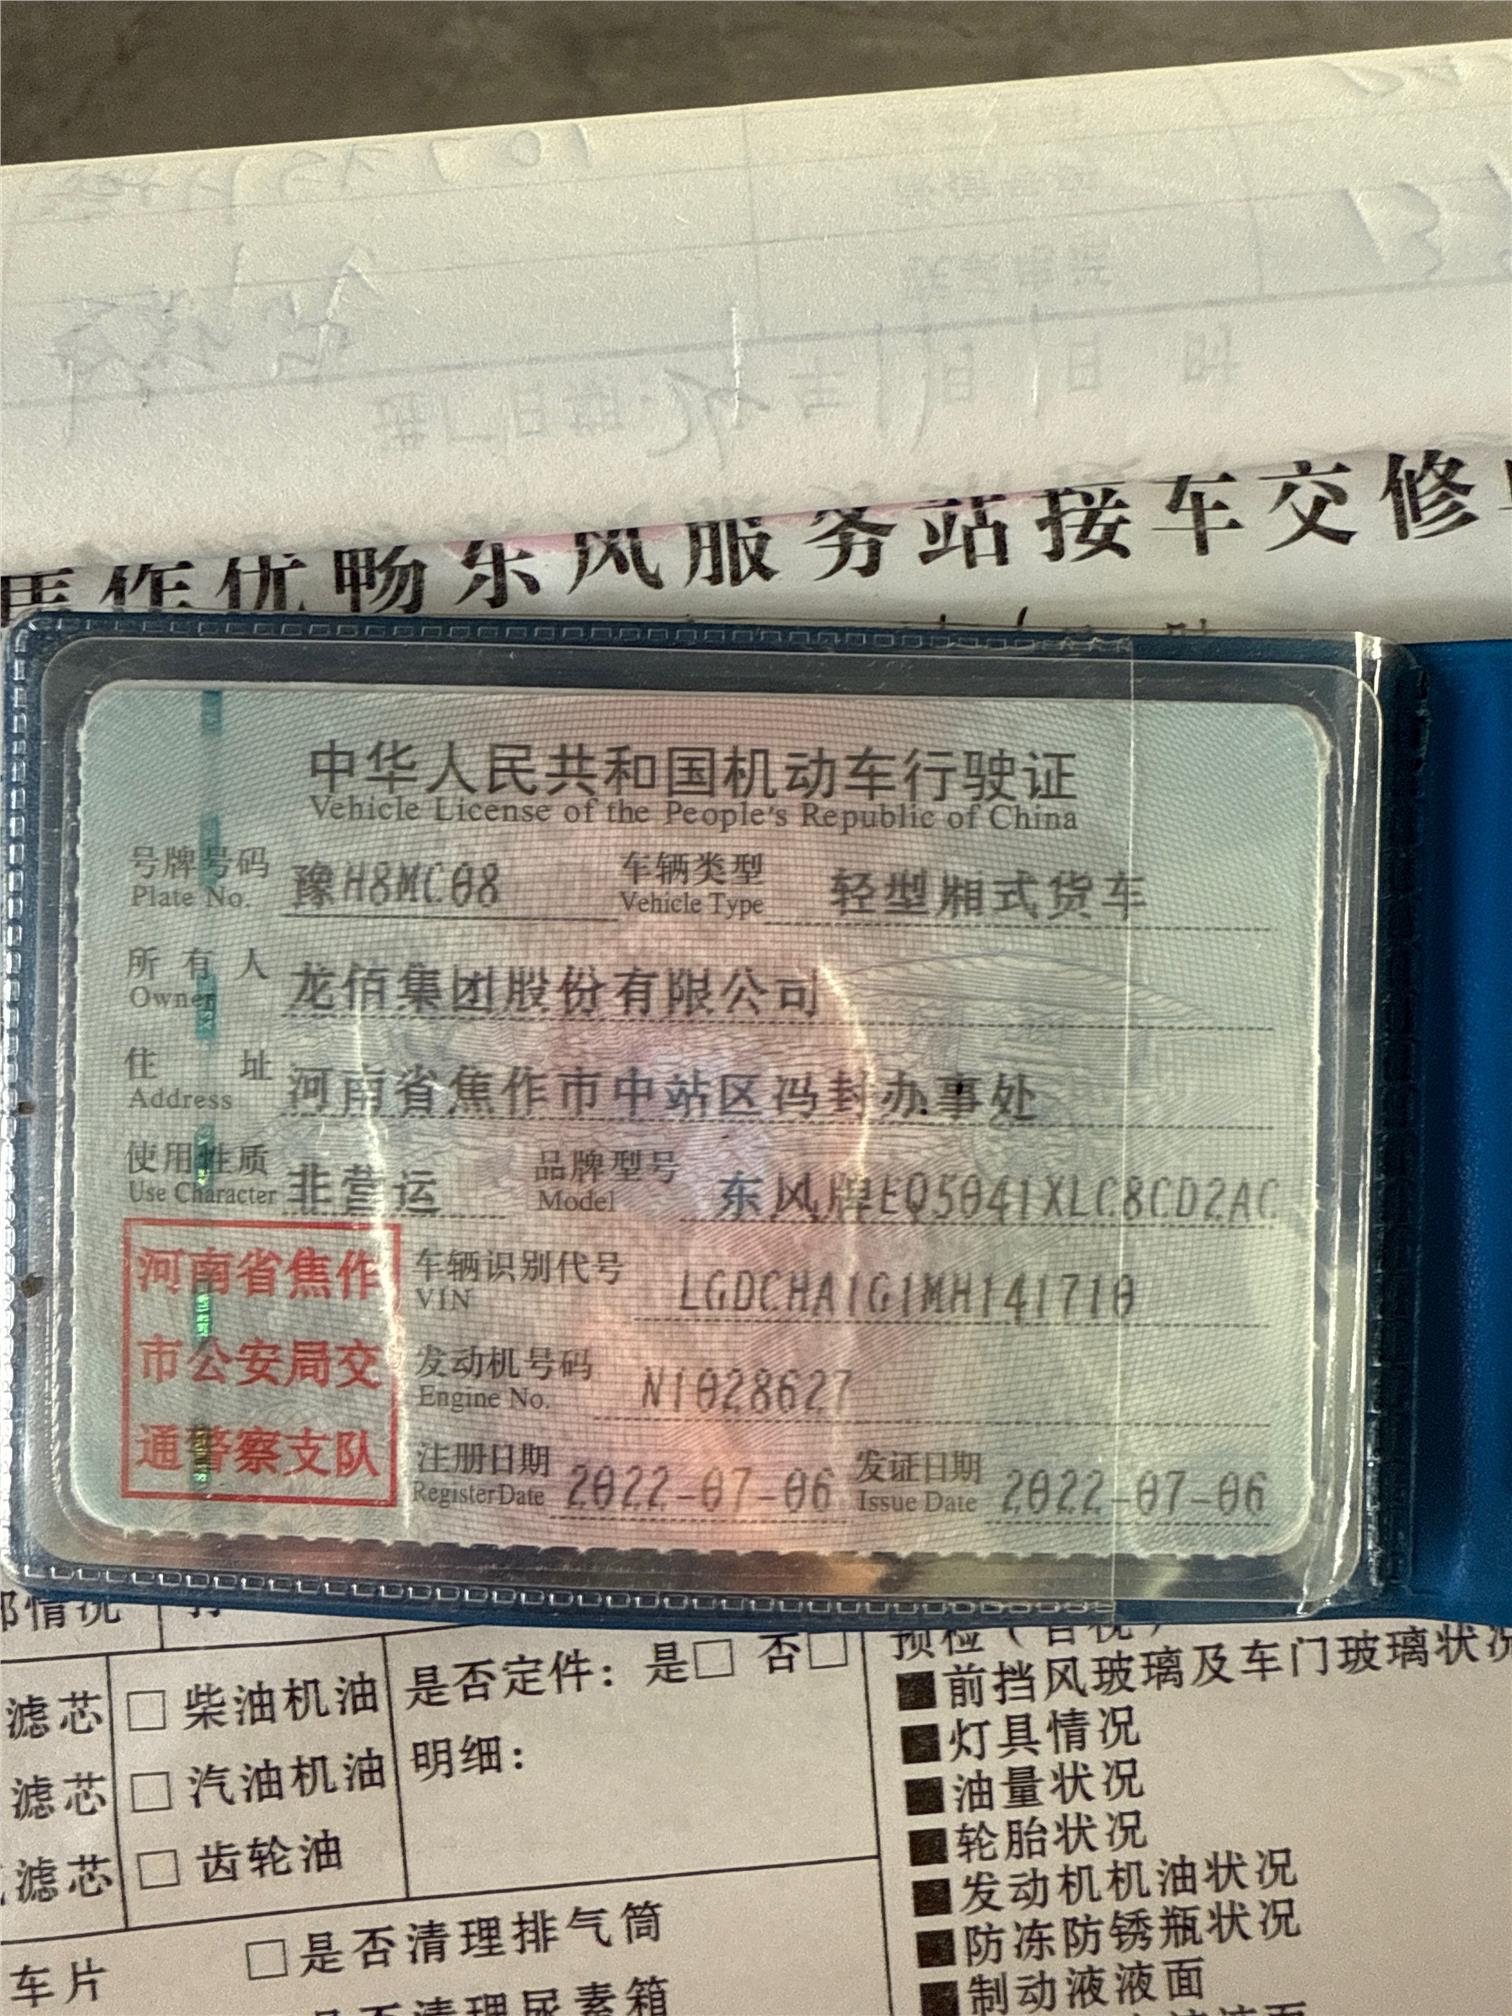 焦作优畅东风服务站接车交修
中华人民共和国机动车行驶证
Vehicle License of the People's Republic of China
号牌号码 豫H8MC08 车辆类型 轻型厢式货车
Plate No. Vehicle Type
所有人 龙佰集团股份有限公司
Owner
住址 河南省焦作市中站区冯封办事处
Address
使用性质 非营运 品牌型号 东风牌EQ5041XLC8CD2AC
Use Character Model
河南省焦作
市公安局交
通警察支队
车辆识别代号 LGDCHA1G1MH141710
VIN
发动机号码 N1028627
Engine No.
注册日期 2022-07-06 发证日期 2022-07-06
Register Date Issue Date
部情况
预检（目视）
滤芯 □柴油机油 是否定件：是□ 否□ ■前挡风玻璃及车门玻璃状况
滤芯 □汽油机油 明细： ■灯具情况
滤芯 □齿轮油 ■油量状况
■轮胎状况
■发动机机油状况
车片 □是否清理排气筒 ■防冻防锈瓶状况
是否清理尿素箱 ■制动液液面